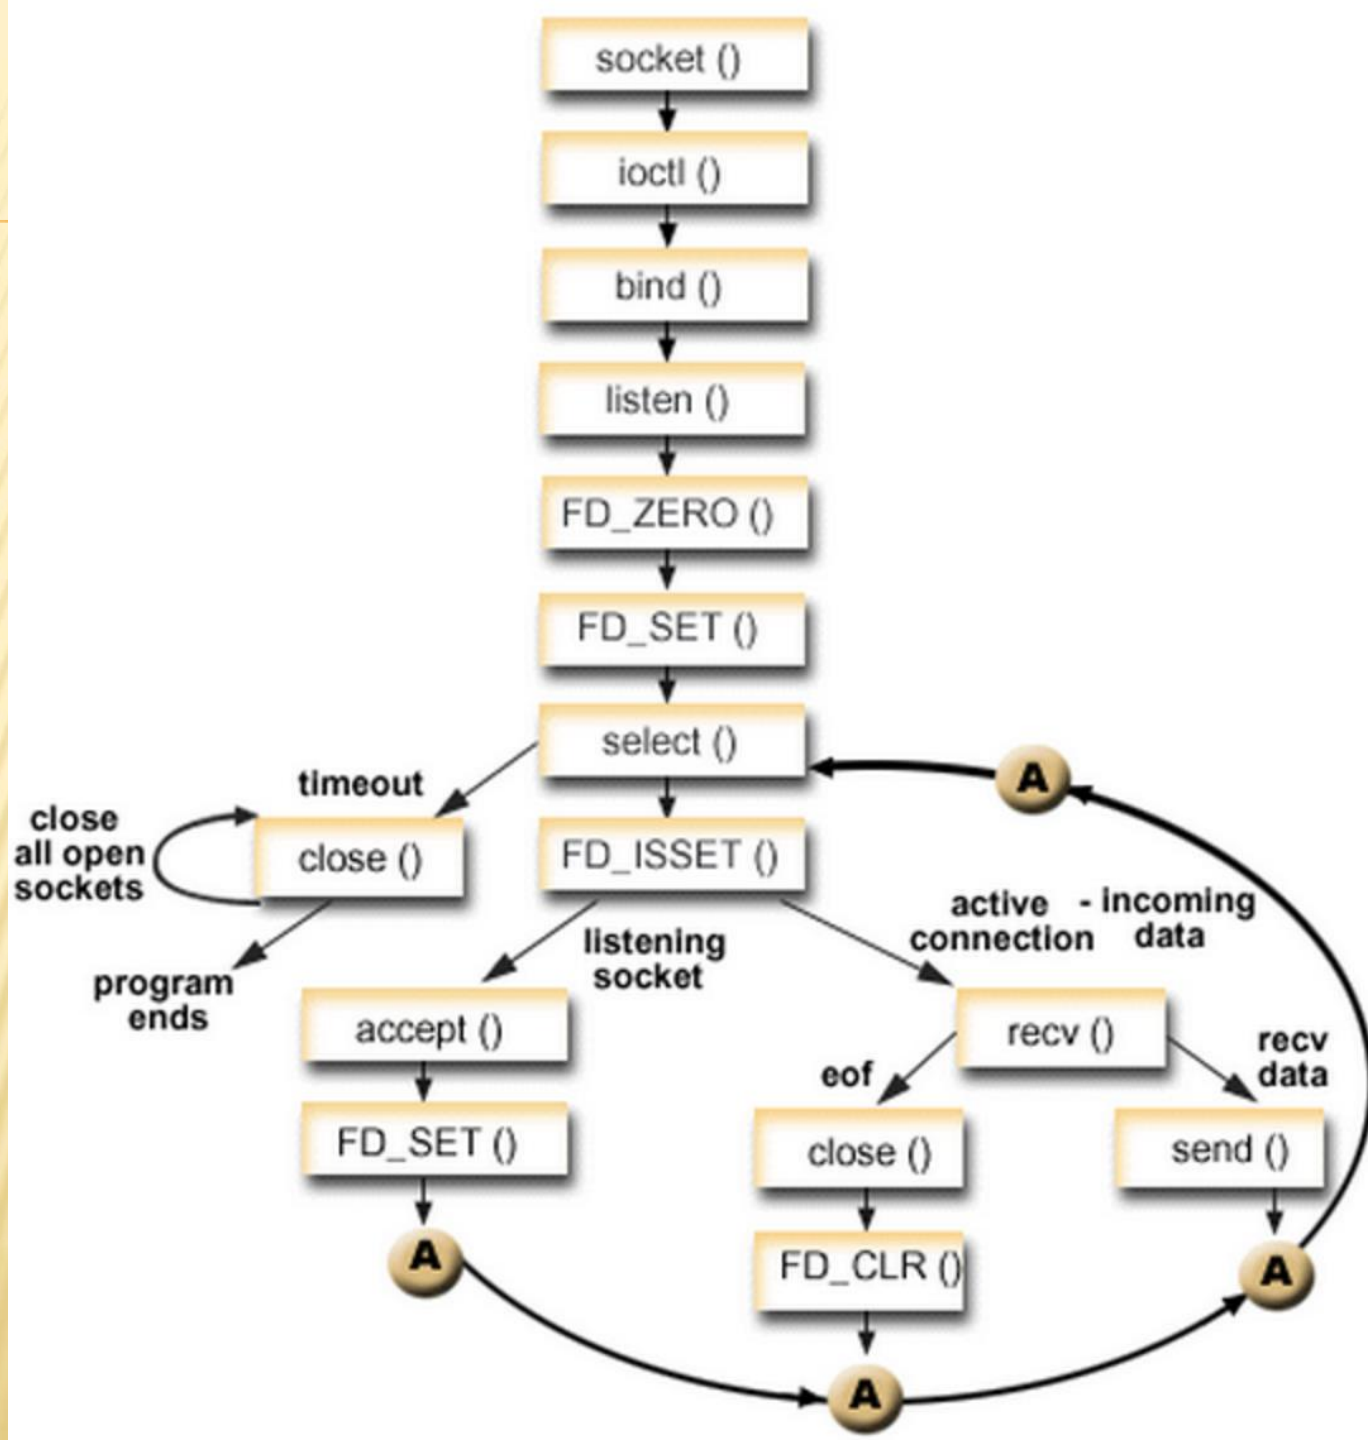 socket ()
ioctl ()
bind ()
listen ()
FD_ZERO ()
FD_SET ()
select ()
A
timeout
close
all open
sockets
close ()
FD_ISSET ()
program
ends
listening
socket
active - incoming
connection data
accept ()
recv ()
eof
recv
data
FD_SET ()
close ()
send ()
A
FD_CLR ()
A
A